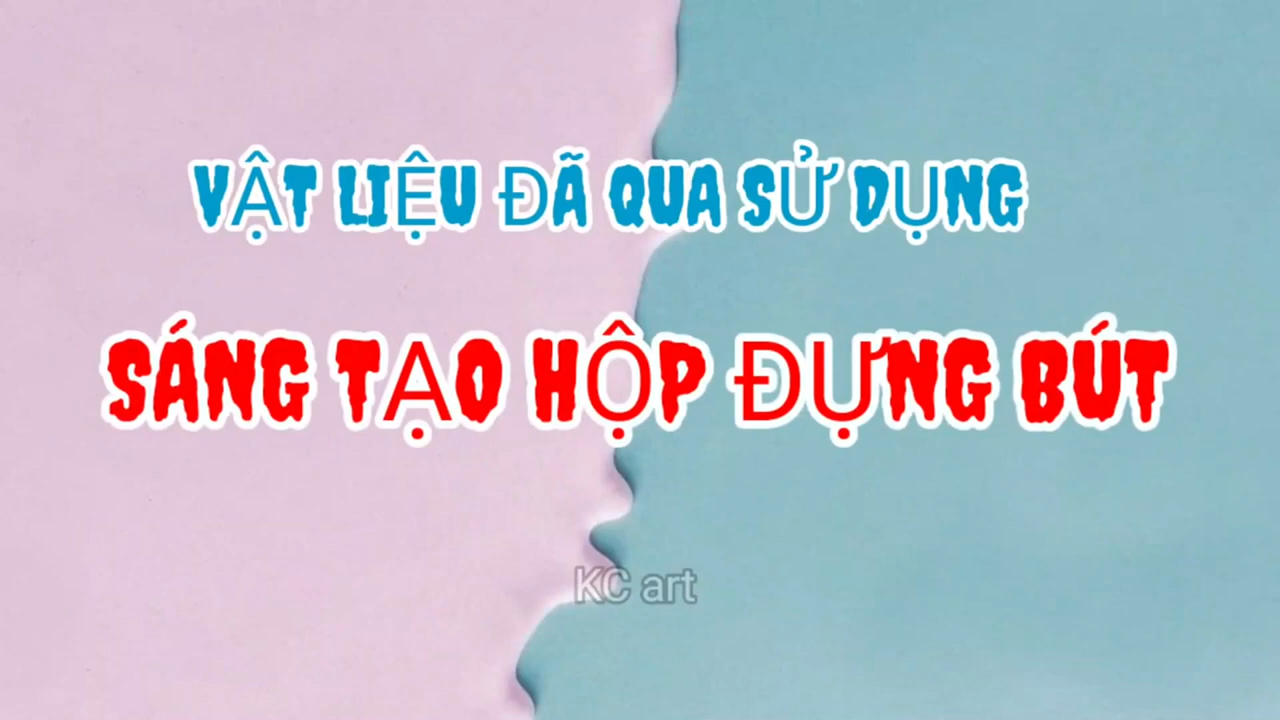 VẬT LIỆU ĐÃ QUA SỬ DỤNG
SÁNG TẠO HỘP ĐỰNG BÚT
KC art